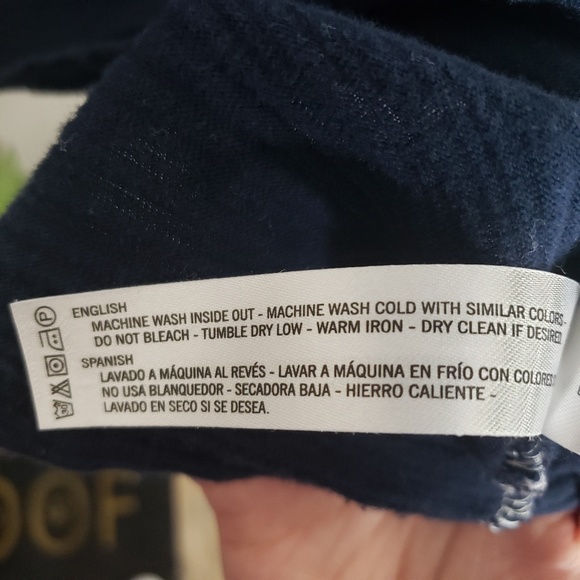 ENGLISH
MACHINE WASH INSIDE OUT - MACHINE WASH COLD WITH SIMILAR COLORS -
DO NOT BLEACH - TUMBLE DRY LOW - WARM IRON - DRY CLEAN IF DESIRED
SPANISH
LAVADO A MÁQUINA AL REVÉS - LAVAR A MÁQUINA EN FRÍO CON COLORES
NO USA BLANQUEDOR - SECADORA BAJA - HIERRO CALIENTE -
LAVADO EN SECO SI SE DESEA.
P
30
OOF